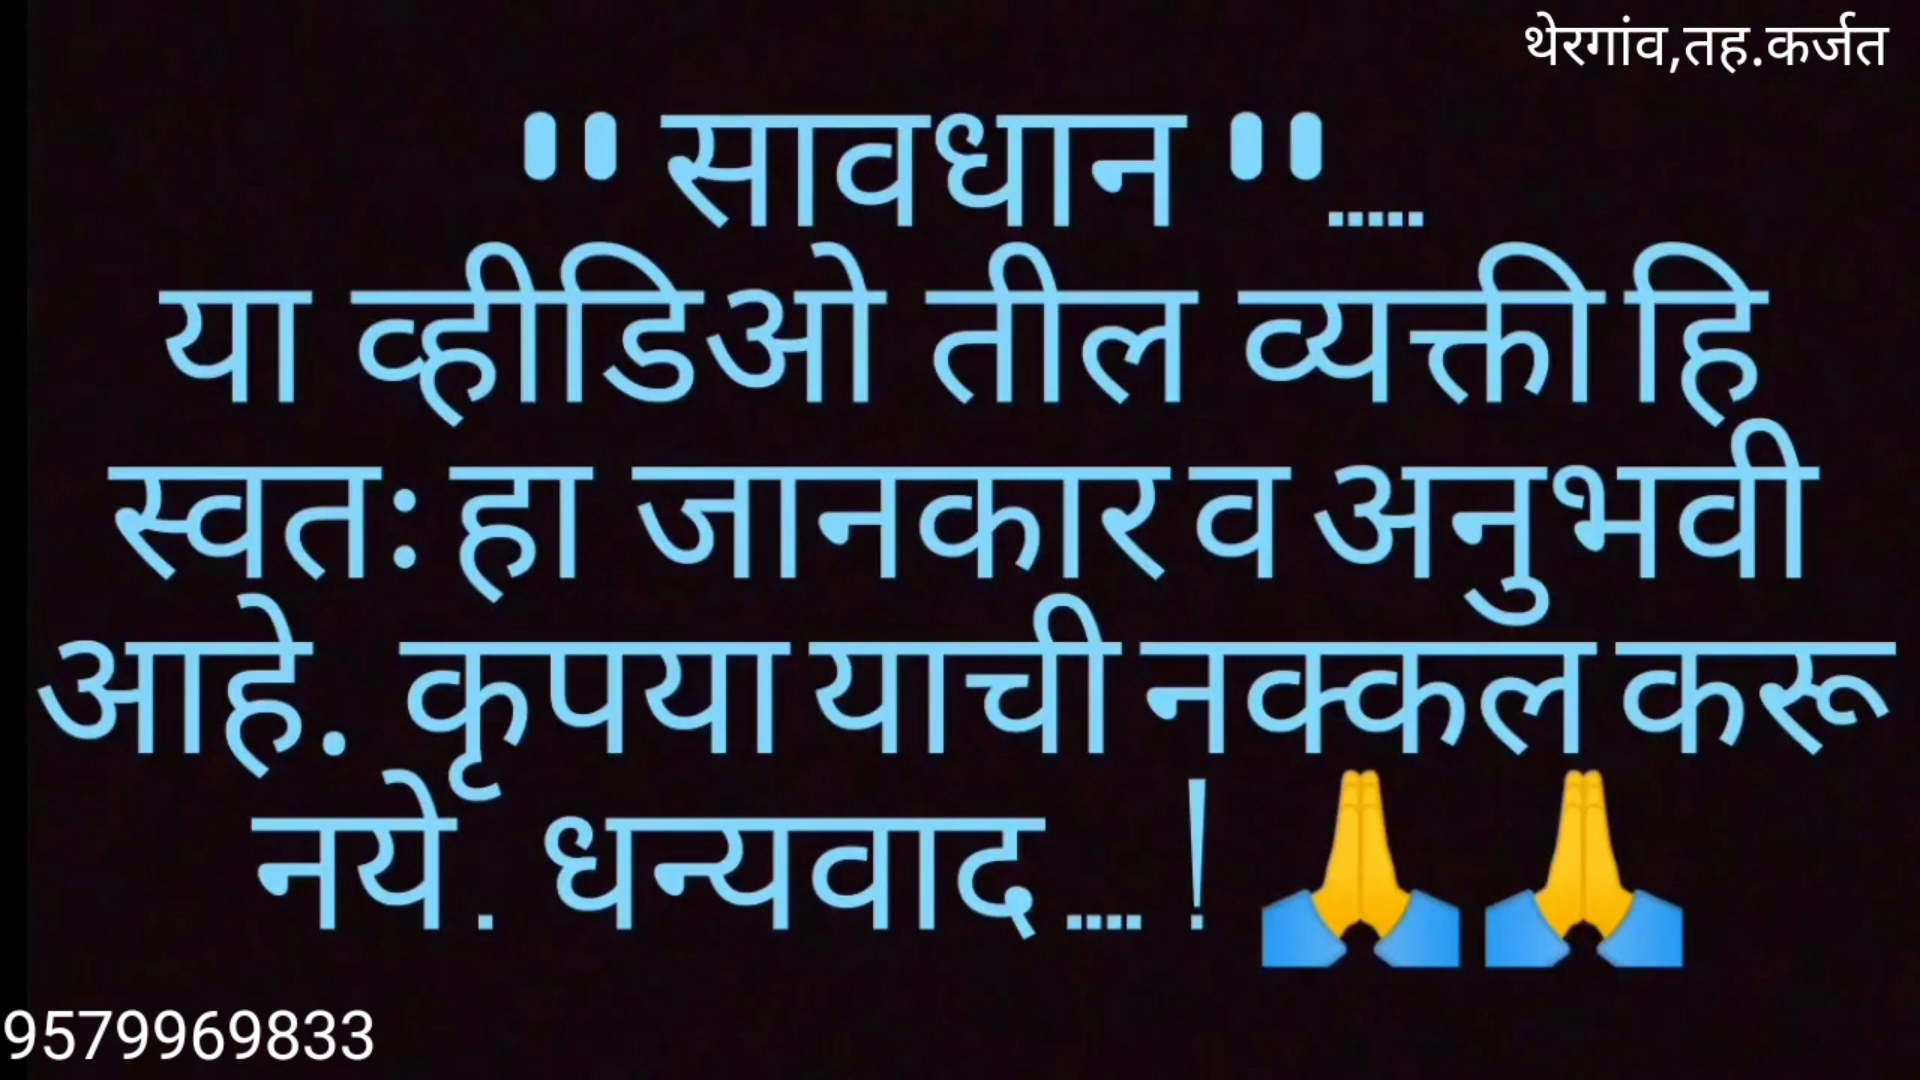 थेरगांव,तह.कर्जत
" सावधान ".....
या व्हीडिओ तील व्यक्ती हि
स्वतः हा जानकार व अनुभवी
आहे. कृपया याची नक्कल करू
नये. धन्यवाद .... ! 🙏 🙏
9579969833